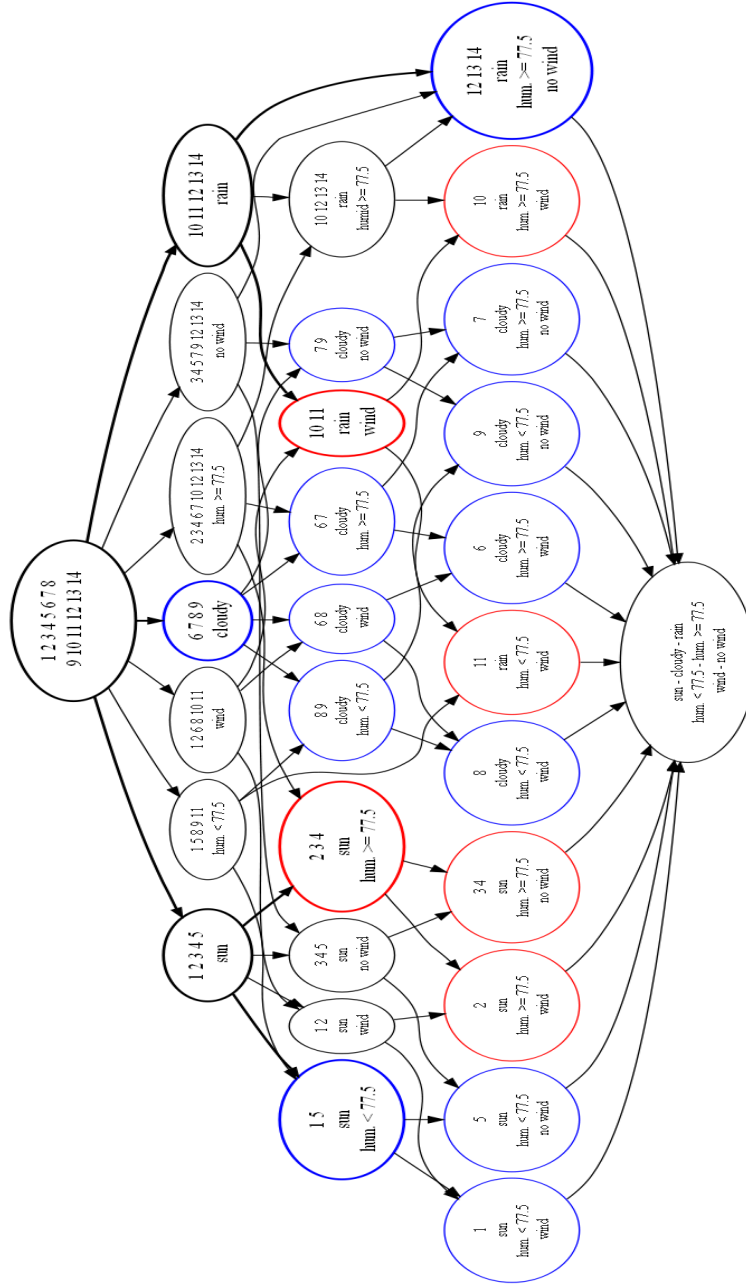 1 2 3 4 5 6 7 8
9 10 11 12 13 14
1 2 3 4 5
sun
1 5 8 9 11
hum. < 77.5
1 2 6 8 10 11
wind
6 7 8 9
cloudy
2 3 4 6 7 10 12 13 14
hum. >= 77.5
3 4 5 7 9 12 13 14
no wind
10 11 12 13 14
rain
1 5
sun
hum. < 77.5
1 2
sun
wind
3 4 5
sun
no wind
2 3 4
sun
hum. >= 77.5
8 9
cloudy
hum. < 77.5
6 8
cloudy
wind
6 7
cloudy
hum. >= 77.5
10 11
rain
wind
7 9
cloudy
no wind
10 12 13 14
rain
humid >= 77.5
1
sun
hum. < 77.5
wind
5
sun
hum. < 77.5
no wind
2
sun
hum. >= 77.5
wind
3 4
sun
hum. >= 77.5
no wind
8
cloudy
hum. < 77.5
wind
11
rain
hum. < 77.5
wind
6
cloudy
hum. >= 77.5
wind
9
cloudy
hum. < 77.5
no wind
7
cloudy
hum. >= 77.5
no wind
10
rain
hum. >= 77.5
wind
12 13 14
rain
hum. >= 77.5
no wind
sun - cloudy - rain
hum. < 77.5 - hum. >= 77.5
wind - no wind